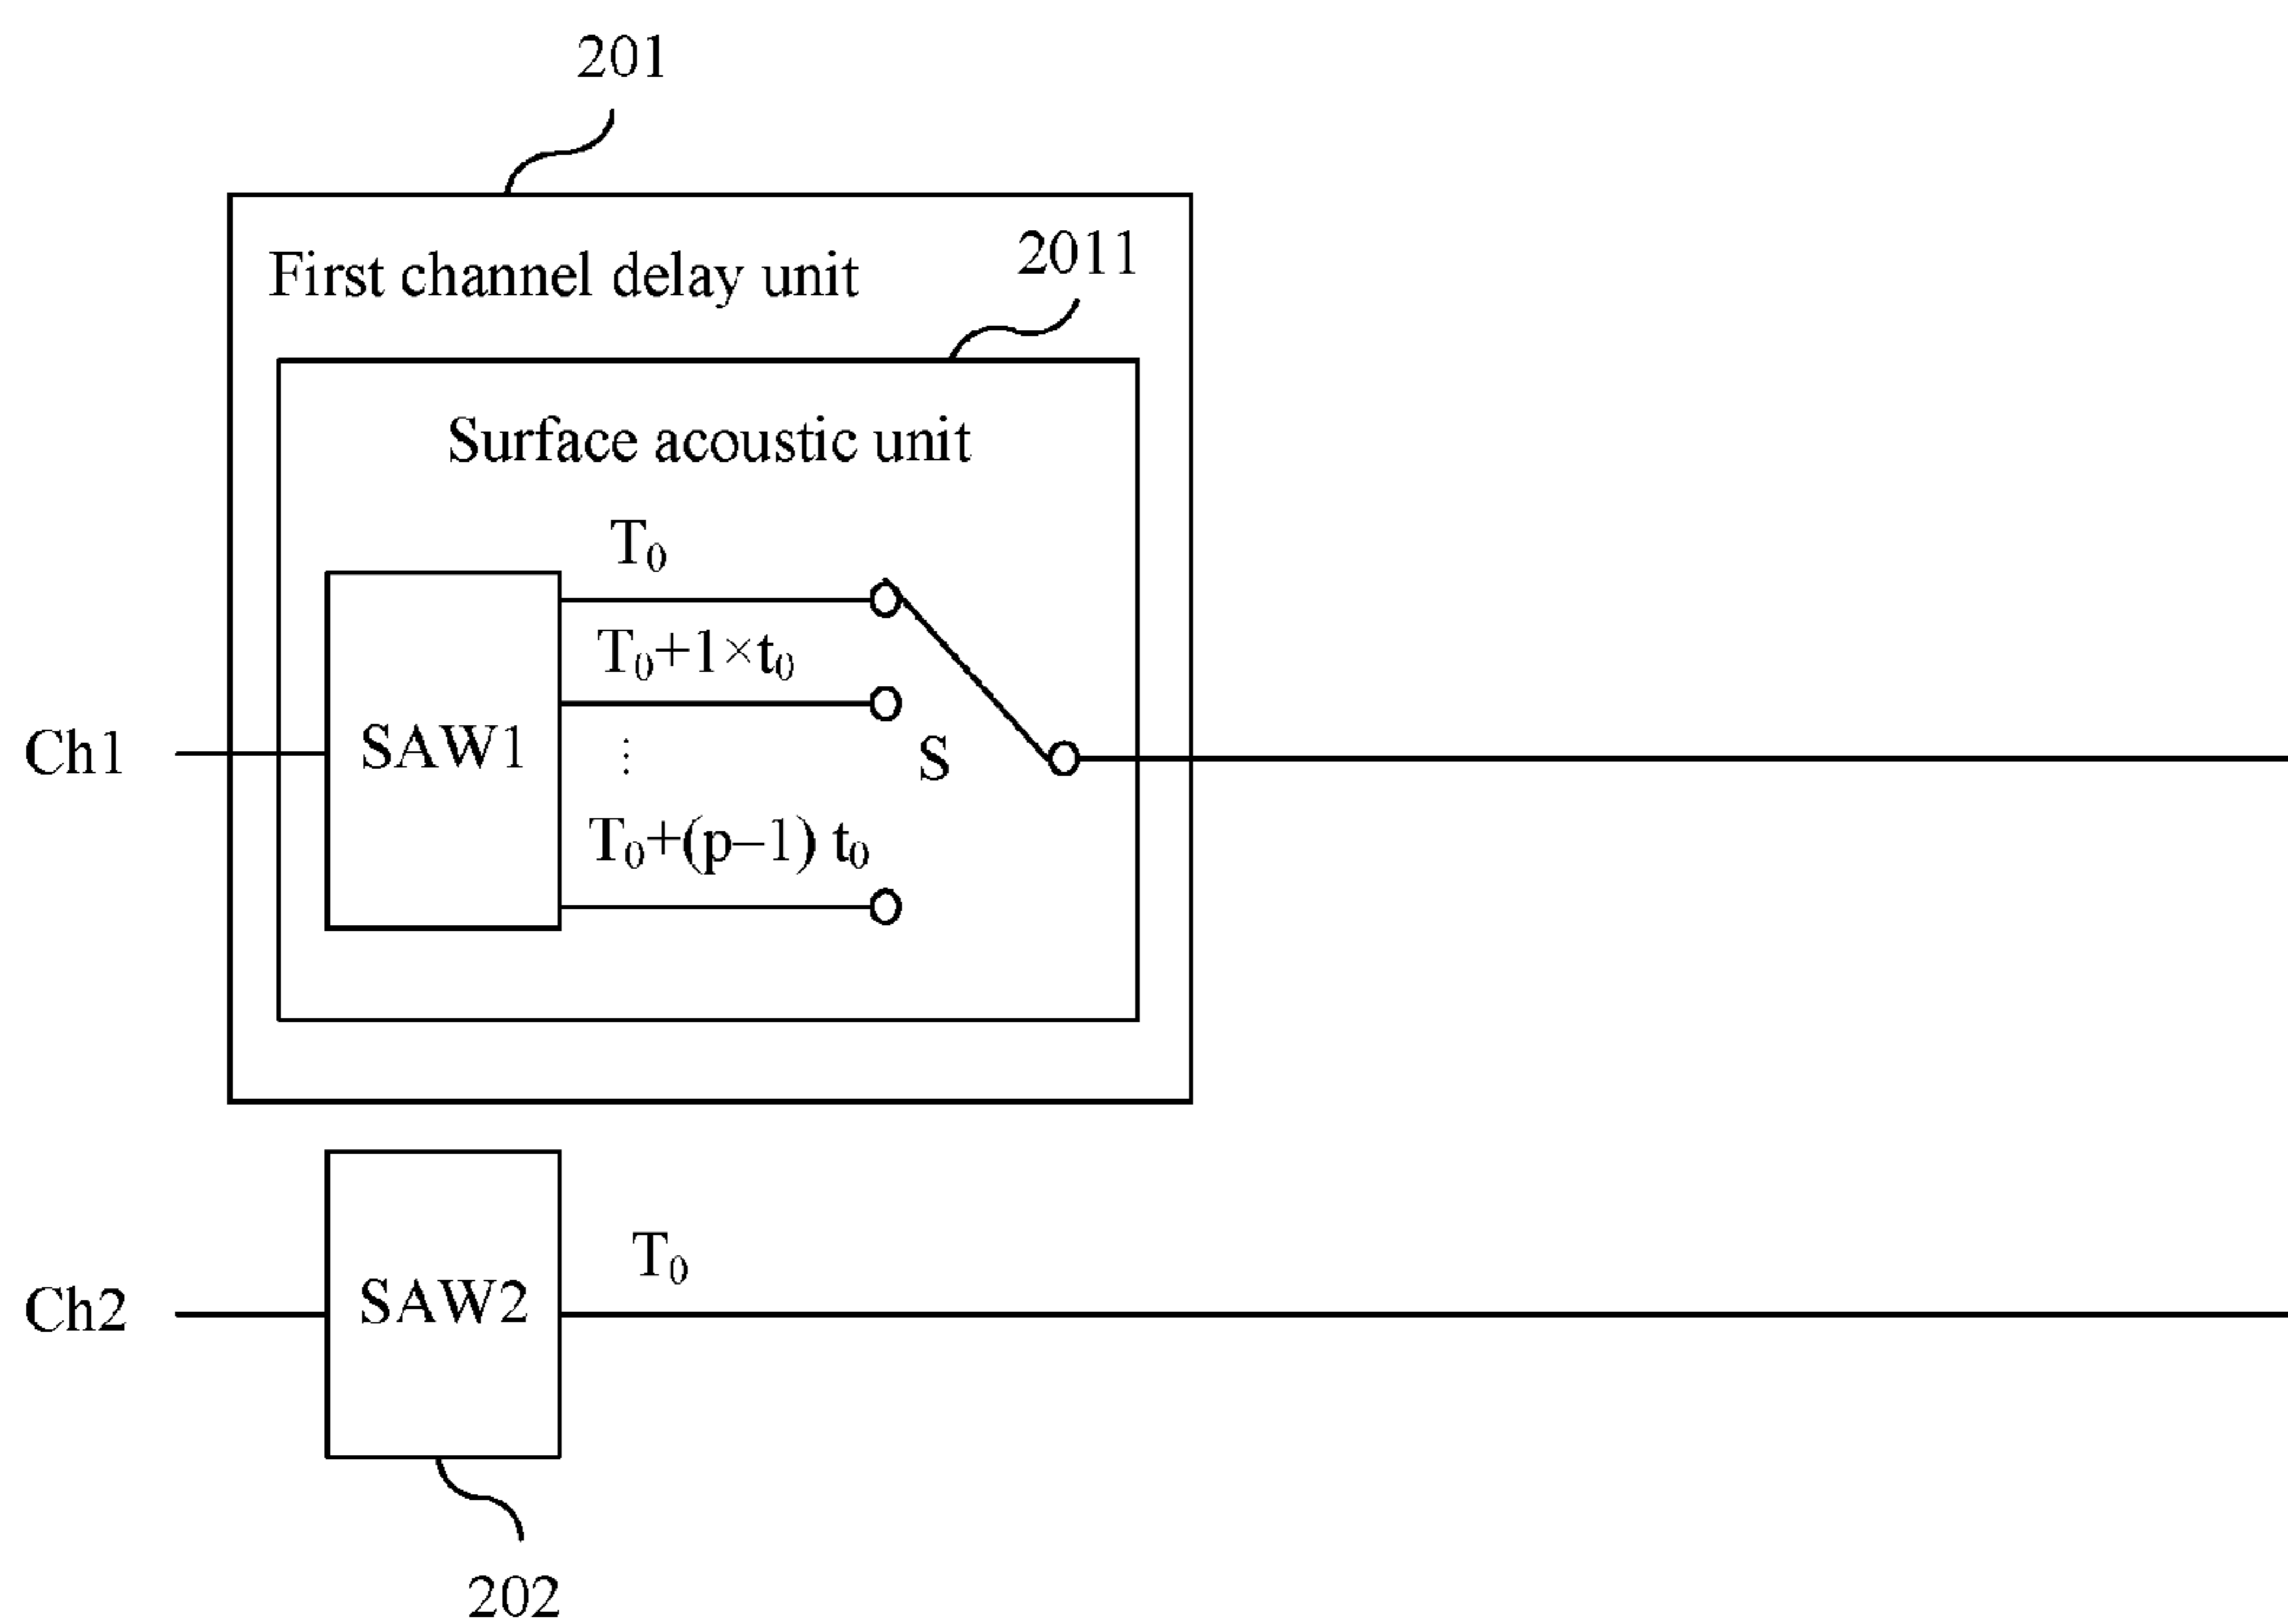 201
First channel delay unit
2011
Surface acoustic unit
T₀
T₀+1×t₀
Ch1
SAW1
⋮
S
T₀+(p–1) t₀
T₀
Ch2
SAW2
202